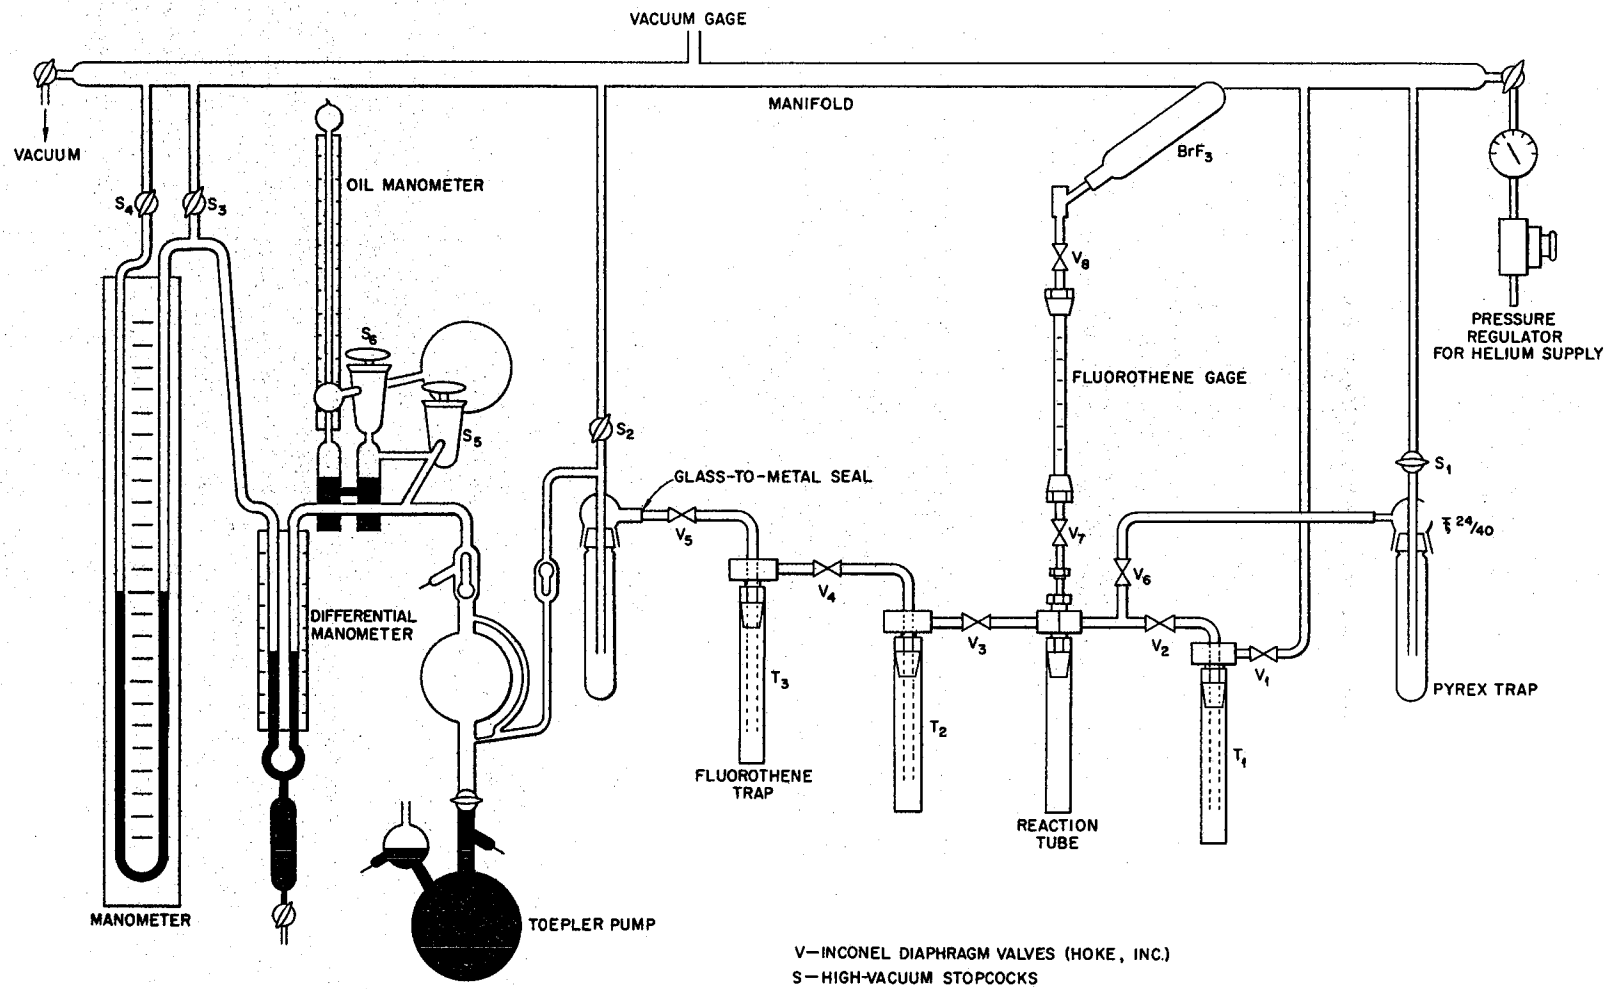 VACUUM GAGE
MANIFOLD
VACUUM
BrF3
S4
S3
OIL MANOMETER
V8
PRESSURE
REGULATOR
FOR HELIUM SUPPLY
S6
FLUOROTHENE GAGE
S5
S2
S1
GLASS-TO-METAL SEAL
V5
V7
24/40
V4
V6
DIFFERENTIAL
MANOMETER
V3
V2
V1
T3
PYREX TRAP
T2
T1
FLUOROTHENE
TRAP
REACTION
TUBE
MANOMETER
TOEPLER PUMP
V—INCONEL DIAPHRAGM VALVES (HOKE, INC.)
S—HIGH-VACUUM STOPCOCKS